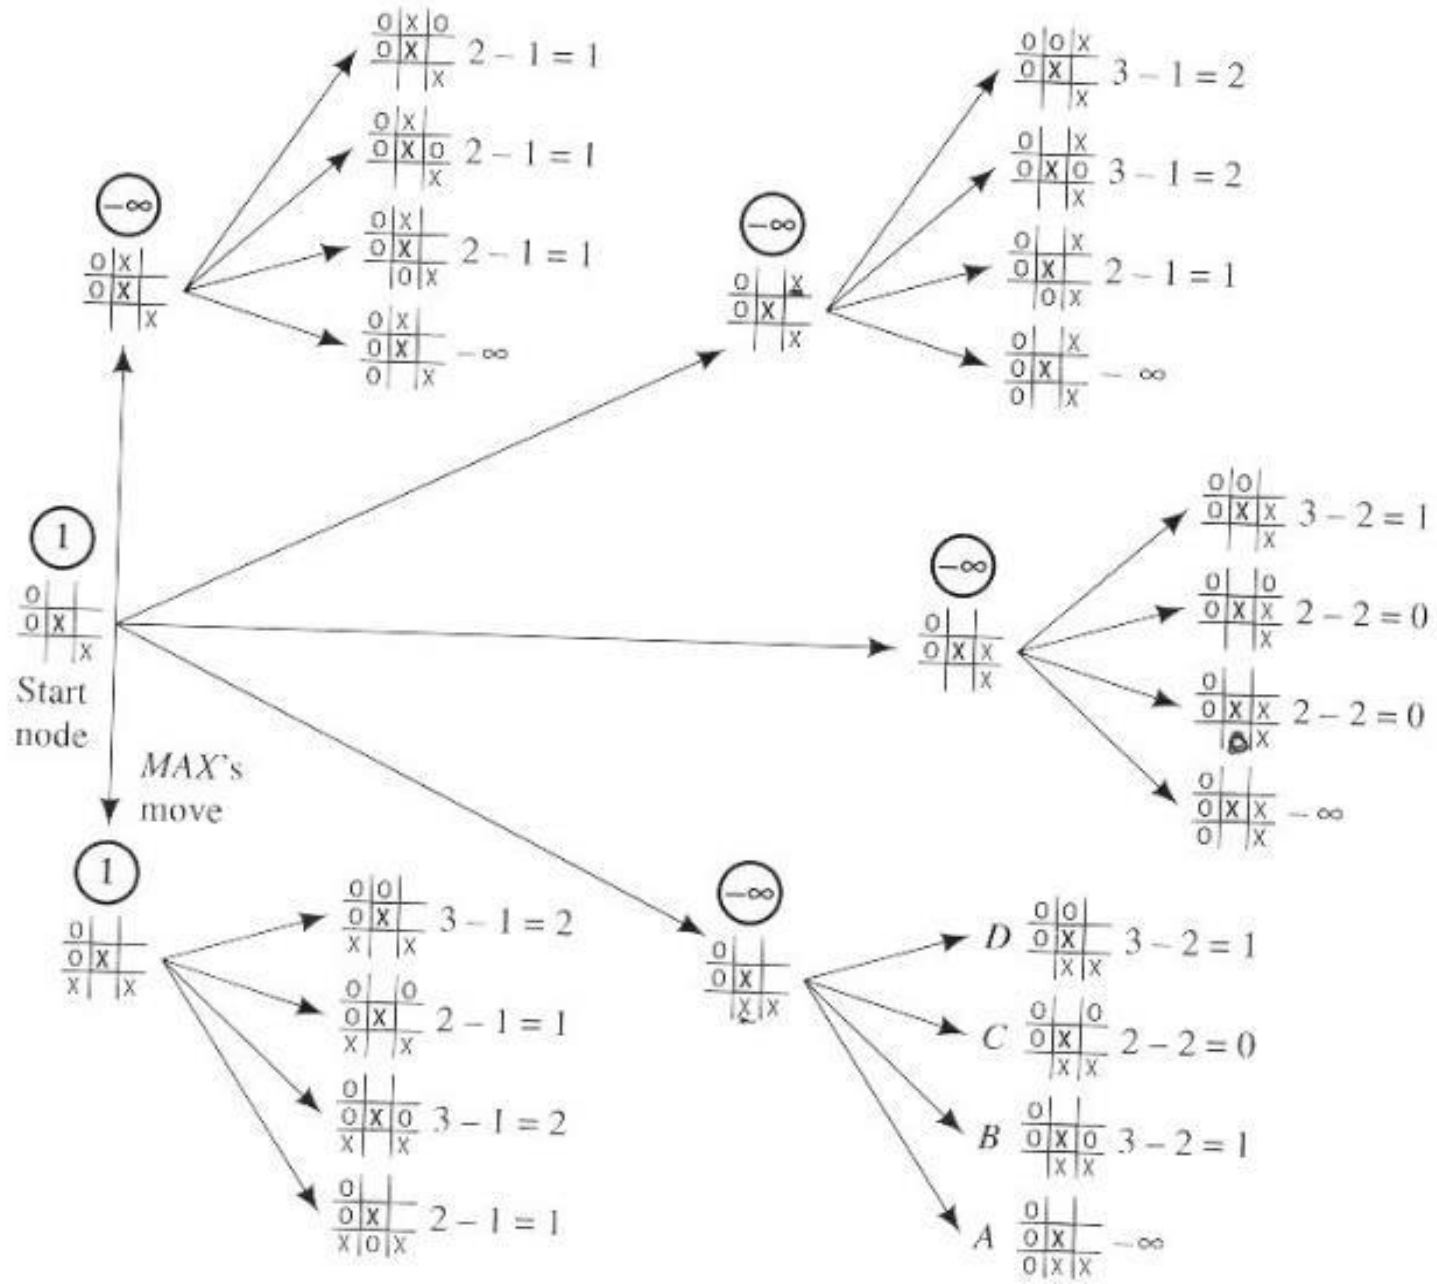 −∞
O X
O X
X
O X O
O X
X
2 – 1 = 1
O X
O X O
X
2 – 1 = 1
O X
O X
O X
2 – 1 = 1
O X
O X
O X
−∞
−∞
O X
O X
X
O O X
O X
X
3 – 1 = 2
O X
O X O
X
3 – 1 = 2
O X
O X
O X
2 – 1 = 1
O X
O X
O X
−∞
1
O
O X
X
Start
node
MAX's
move
−∞
O
O X X
X
O O
O X X
X
3 – 2 = 1
O O
O X X
X
2 – 2 = 0
O
O X X
O X
2 – 2 = 0
O
O X X
O X
−∞
1
O
O X
X X
O O
O X
X X
3 – 1 = 2
O O
O X
X X
2 – 1 = 1
O
O X O
X X
3 – 1 = 2
O
O X
X O X
2 – 1 = 1
−∞
O
O X
X X
D
O O
O X
X X
3 – 2 = 1
C
O O
O X
X X
2 – 2 = 0
B
O
O X O
X X
3 – 2 = 1
A
O
O X
O X X
−∞